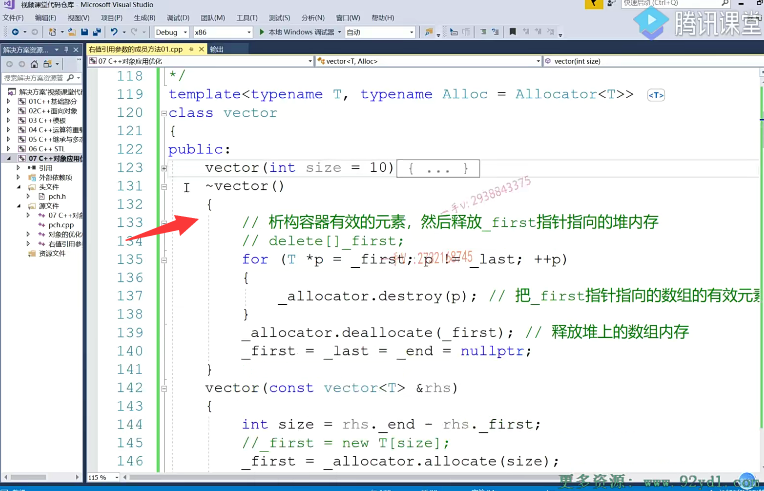 视频课堂代码仓库 - Microsoft Visual Studio
快速启动 (Ctrl+Q)
文件(F) 编辑(E) 视图(V) 项目(P) 生成(B) 调试(D) 团队(M) 工具(T) 测试(S) 分析(N) 窗口(W) 帮助(H)
腾讯课堂
Debug x86 本地 Windows 调试器 自动
解决方案资源...
右值引用参数的成员方法01.cpp 输出
07 C++对象应用优化 vector<T, Alloc> vector(int size)
搜索解决方案资源管
解决方案"视频课堂代
01C++基础部分
02C++面向对象
03 C++模板
04 C++运算符重载
05 C++继承与多态
06 C++ STL
07 C++对象应用优
引用
外部依赖项
头文件
pch.h
源文件
07 C++对象
pch.cpp
对象的优化
右值引用参
资源文件
118 */
119 template<typename T, typename Alloc = Allocator<T>> <T>
120 class vector
121 {
122 public:
123 vector(int size = 10){ ... }
131 ~vector()
132 {
133 // 析构容器有效的元素，然后释放_first指针指向的堆内存
134 // delete[]_first;
135 for (T *p = _first; p != _last; ++p)
136 {
137 _allocator.destroy(p); // 把_first指针指向的数组的有效元素
138 }
139 _allocator.deallocate(_first); // 释放堆上的数组内存
140 _first = _last = _end = nullptr;
141 }
142 vector(const vector<T> &rhs)
143 {
144 int size = rhs._end - rhs._first;
145 //_first = new T[size];
146 _first = _allocator.allocate(size);
2938843375
2732168745
115 %
更多资源：www.92xdl.com